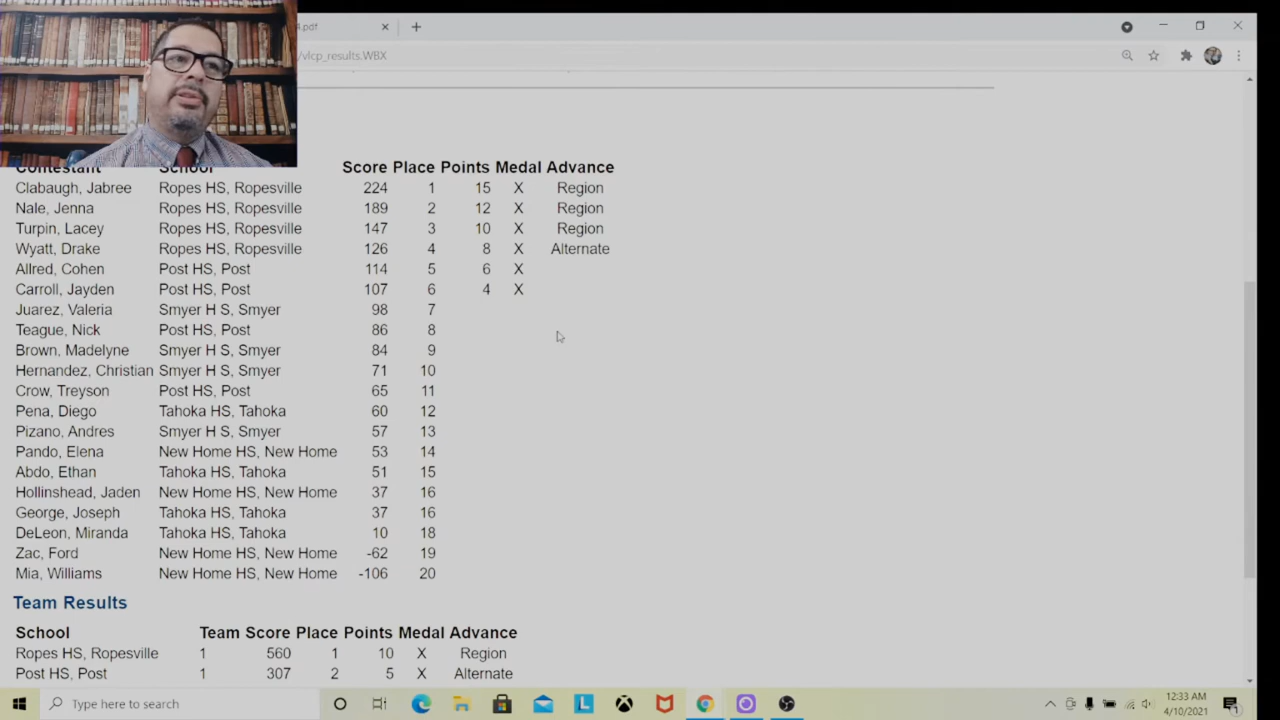 4.pdf
/vlcp_results.WBX
Contestant School Score Place Points Medal Advance
Clabaugh, Jabree Ropes HS, Ropesville 224 1 15 X Region
Nale, Jenna Ropes HS, Ropesville 189 2 12 X Region
Turpin, Lacey Ropes HS, Ropesville 147 3 10 X Region
Wyatt, Drake Ropes HS, Ropesville 126 4 8 X Alternate
Allred, Cohen Post HS, Post 114 5 6 X
Carroll, Jayden Post HS, Post 107 6 4 X
Juarez, Valeria Smyer H S, Smyer 98 7
Teague, Nick Post HS, Post 86 8
Brown, Madelyne Smyer H S, Smyer 84 9
Hernandez, Christian Smyer H S, Smyer 71 10
Crow, Treyson Post HS, Post 65 11
Pena, Diego Tahoka HS, Tahoka 60 12
Pizano, Andres Smyer H S, Smyer 57 13
Pando, Elena New Home HS, New Home 53 14
Abdo, Ethan Tahoka HS, Tahoka 51 15
Hollinshead, Jaden New Home HS, New Home 37 16
George, Joseph Tahoka HS, Tahoka 37 16
DeLeon, Miranda Tahoka HS, Tahoka 10 18
Zac, Ford New Home HS, New Home -62 19
Mia, Williams New Home HS, New Home -106 20
Team Results
School Team Score Place Points Medal Advance
Ropes HS, Ropesville 1 560 1 10 X Region
Post HS, Post 1 307 2 5 X Alternate
Type here to search
12:33 AM
4/10/2021